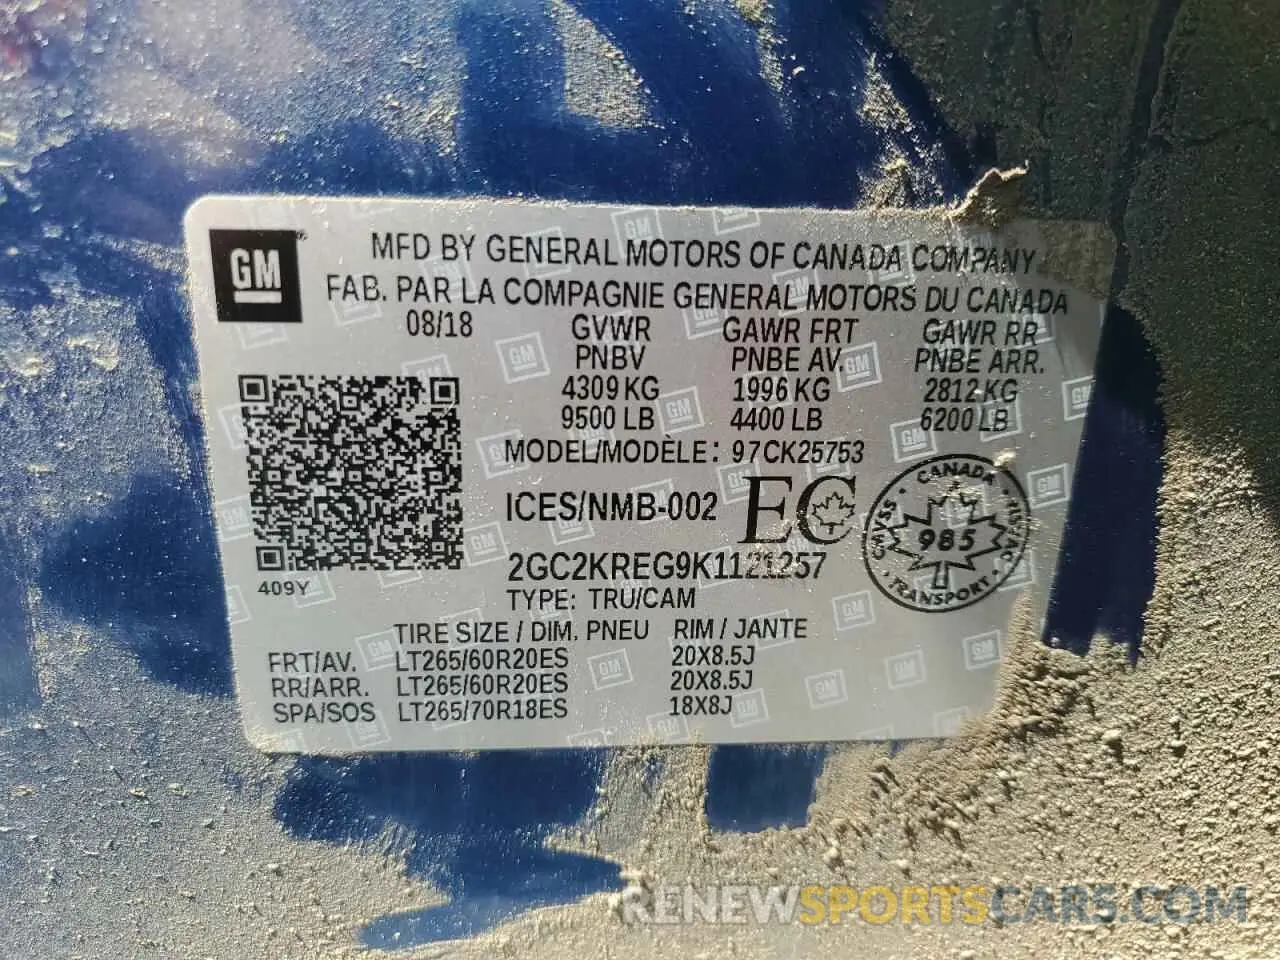 GM
MFD BY GENERAL MOTORS OF CANADA COMPANY
FAB. PAR LA COMPAGNIE GENERAL MOTORS DU CANADA
08/18 GVWR GAWR FRT GAWR RR
PNBV PNBE AV. PNBE ARR.
4309 KG 1996 KG 2812 KG
9500 LB 4400 LB 6200 LB
MODEL/MODÈLE: 97CK25753
ICES/NMB-002 EC
CANADA
CMVSS 985 NSVAC
TRANSPORT
2GC2KREG9K1121257
409Y
TYPE: TRU/CAM
TIRE SIZE / DIM. PNEU RIM / JANTE
FRT/AV. LT265/60R20ES 20X8.5J
RR/ARR. LT265/60R20ES 20X8.5J
SPA/SOS LT265/70R18ES 18X8J
RENEWSPORTSCARS.COM